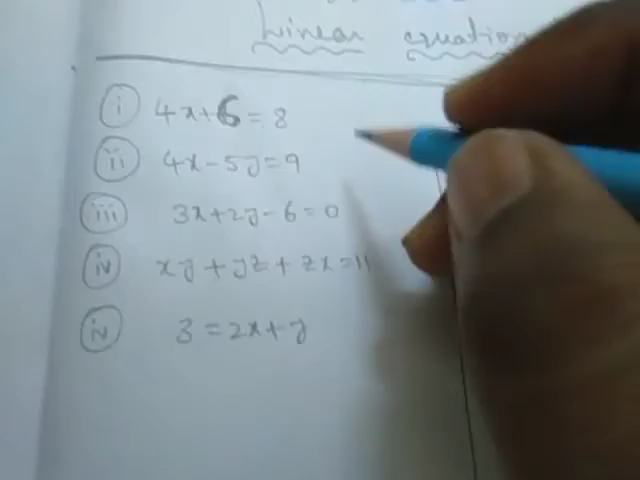 Linear equation
(i) 4x+6=8
(ii) 4x-5y=9
(iii) 3x+2y-6=0
(iv) xy+yz+zx=11
(iv) 3=2x+y